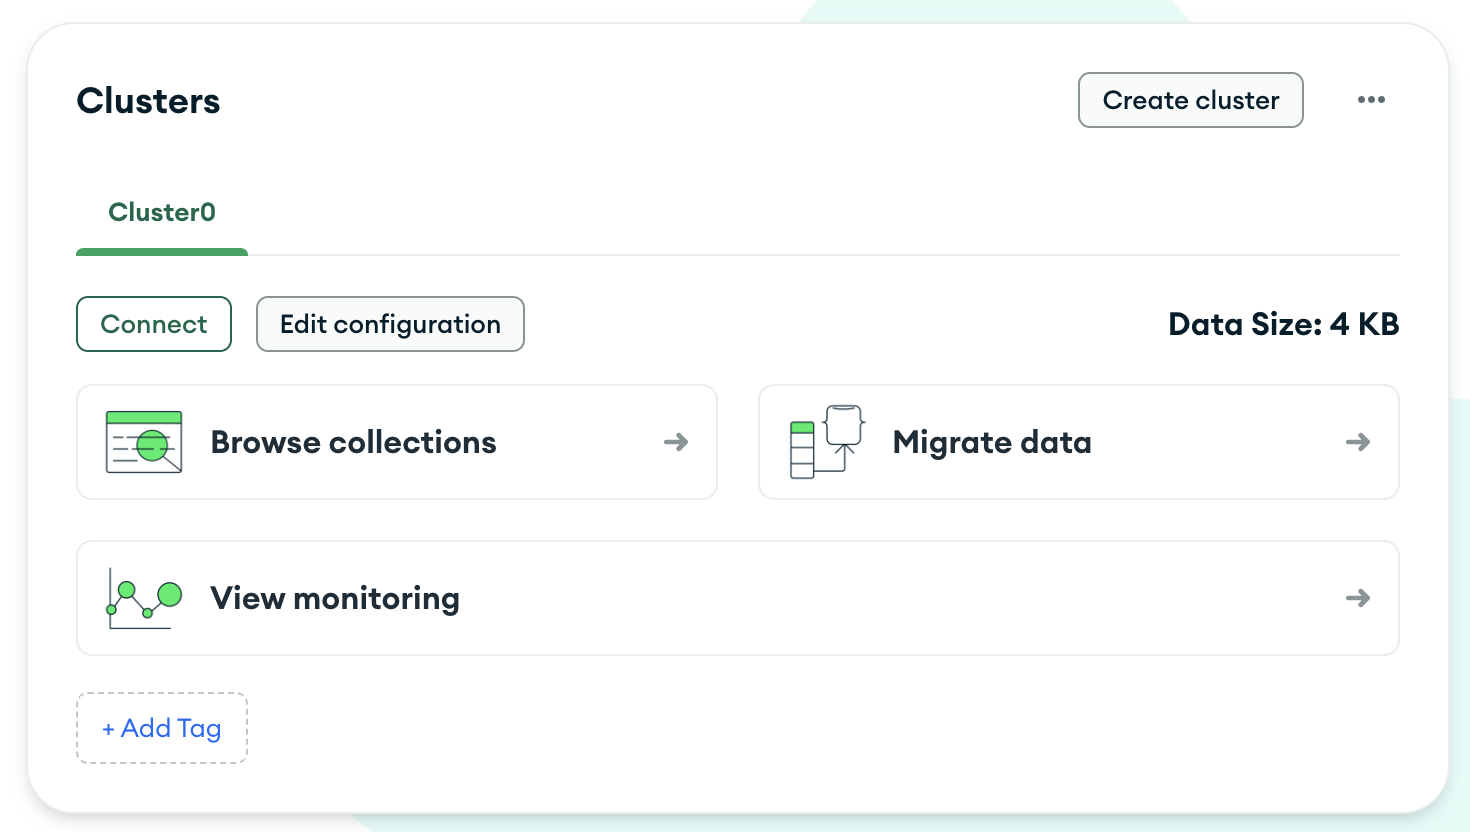 Clusters
Create cluster
Cluster0
Connect
Edit configuration
Data Size: 4 KB
Browse collections
Migrate data
View monitoring
+ Add Tag